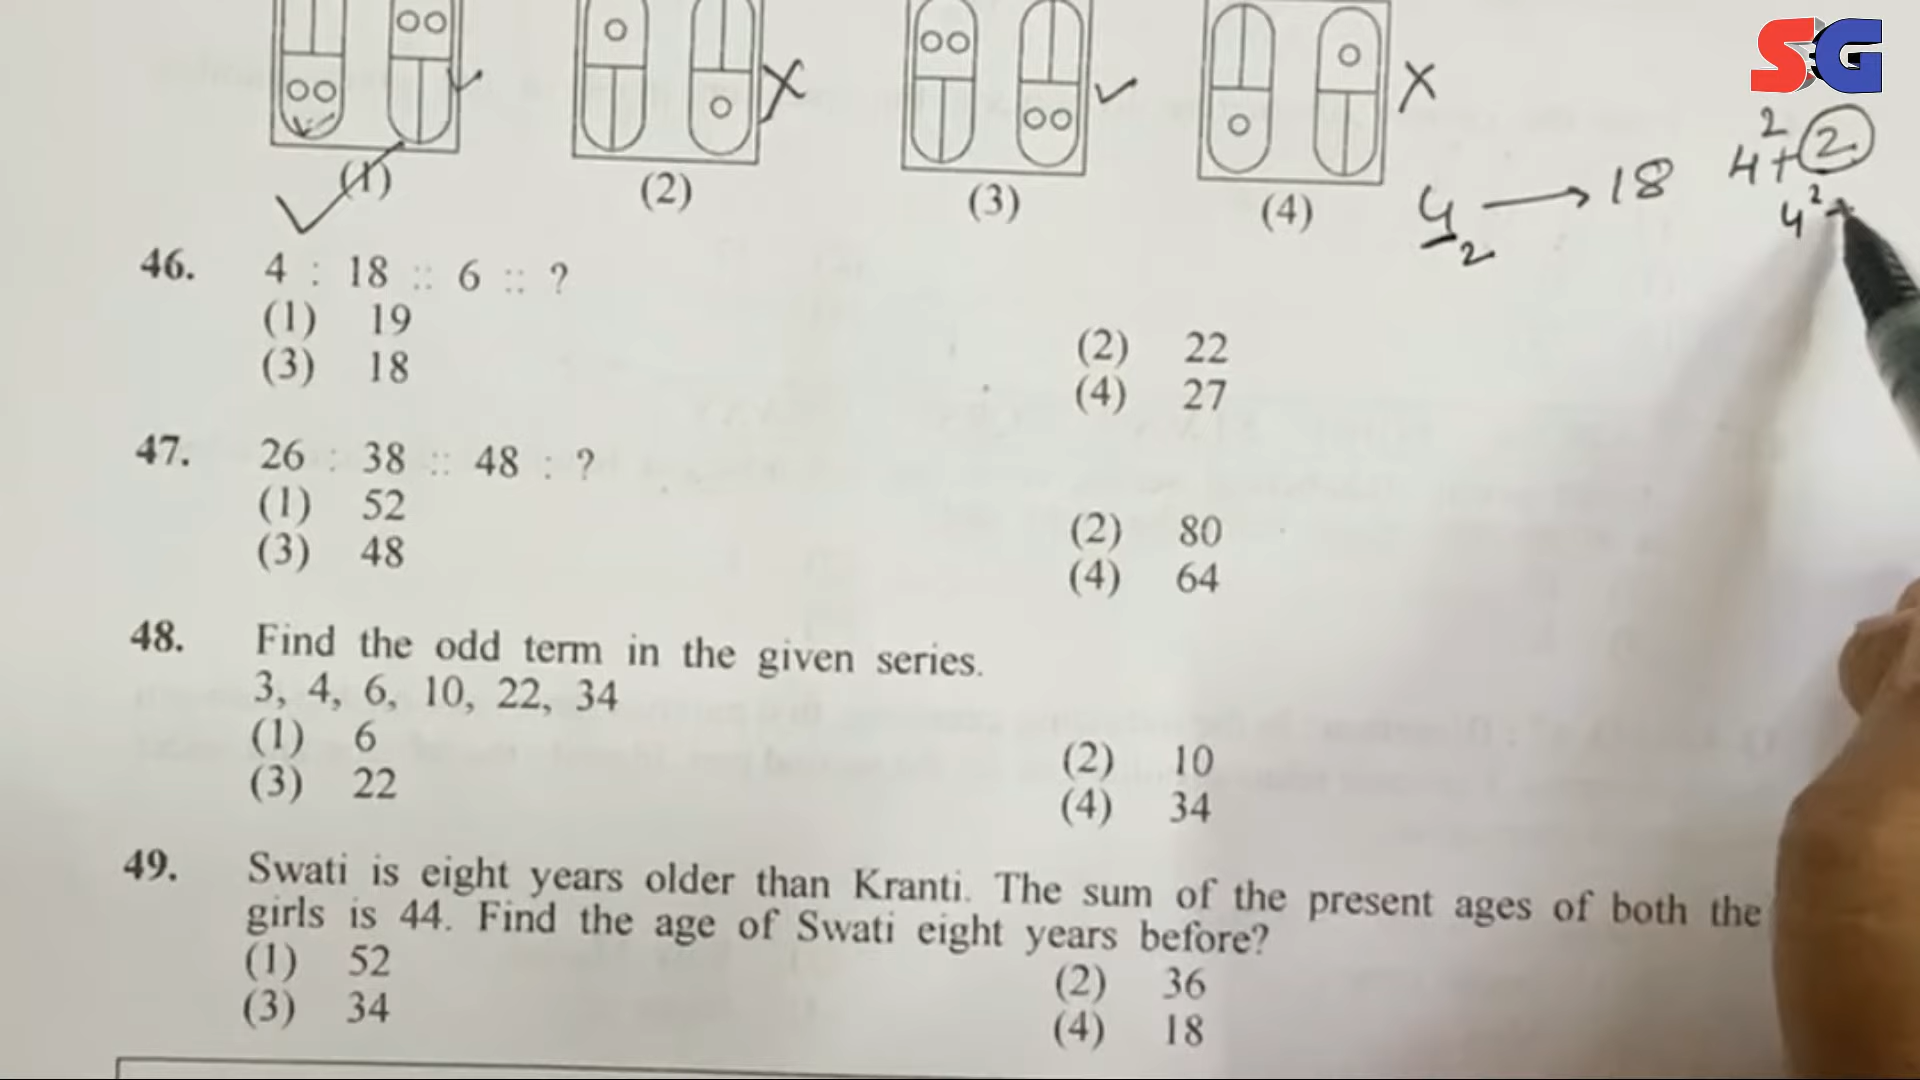 SG
(1)
(2)
(3)
(4)
4 → 18
2
4² + 2
4² +
46. 4 : 18 :: 6 :: ?
(1) 19
(2) 22
(3) 18
(4) 27
47. 26 : 38 :: 48 : ?
(1) 52
(2) 80
(3) 48
(4) 64
48. Find the odd term in the given series.
3, 4, 6, 10, 22, 34
(1) 6
(2) 10
(3) 22
(4) 34
49. Swati is eight years older than Kranti. The sum of the present ages of both the
girls is 44. Find the age of Swati eight years before?
(1) 52
(2) 36
(3) 34
(4) 18